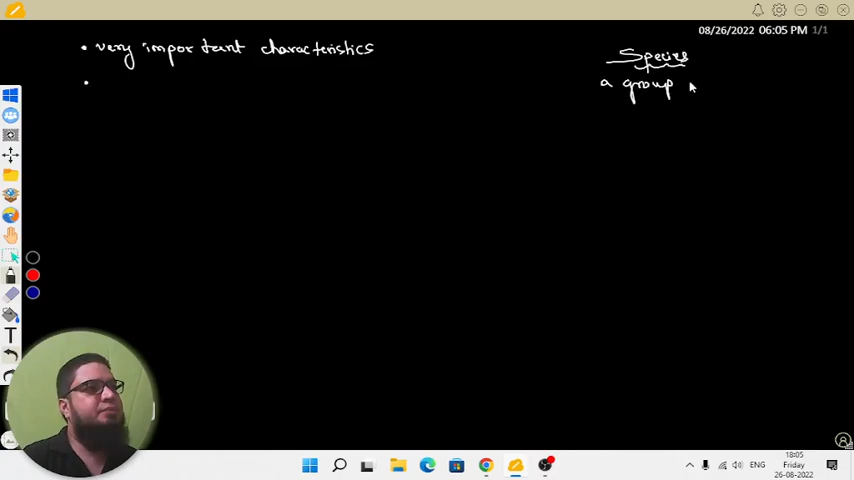 08/26/2022 06:05 PM 1/1
• very important characteristics
Species
•
a group
T
ENG
18:05
Friday
26-08-2022